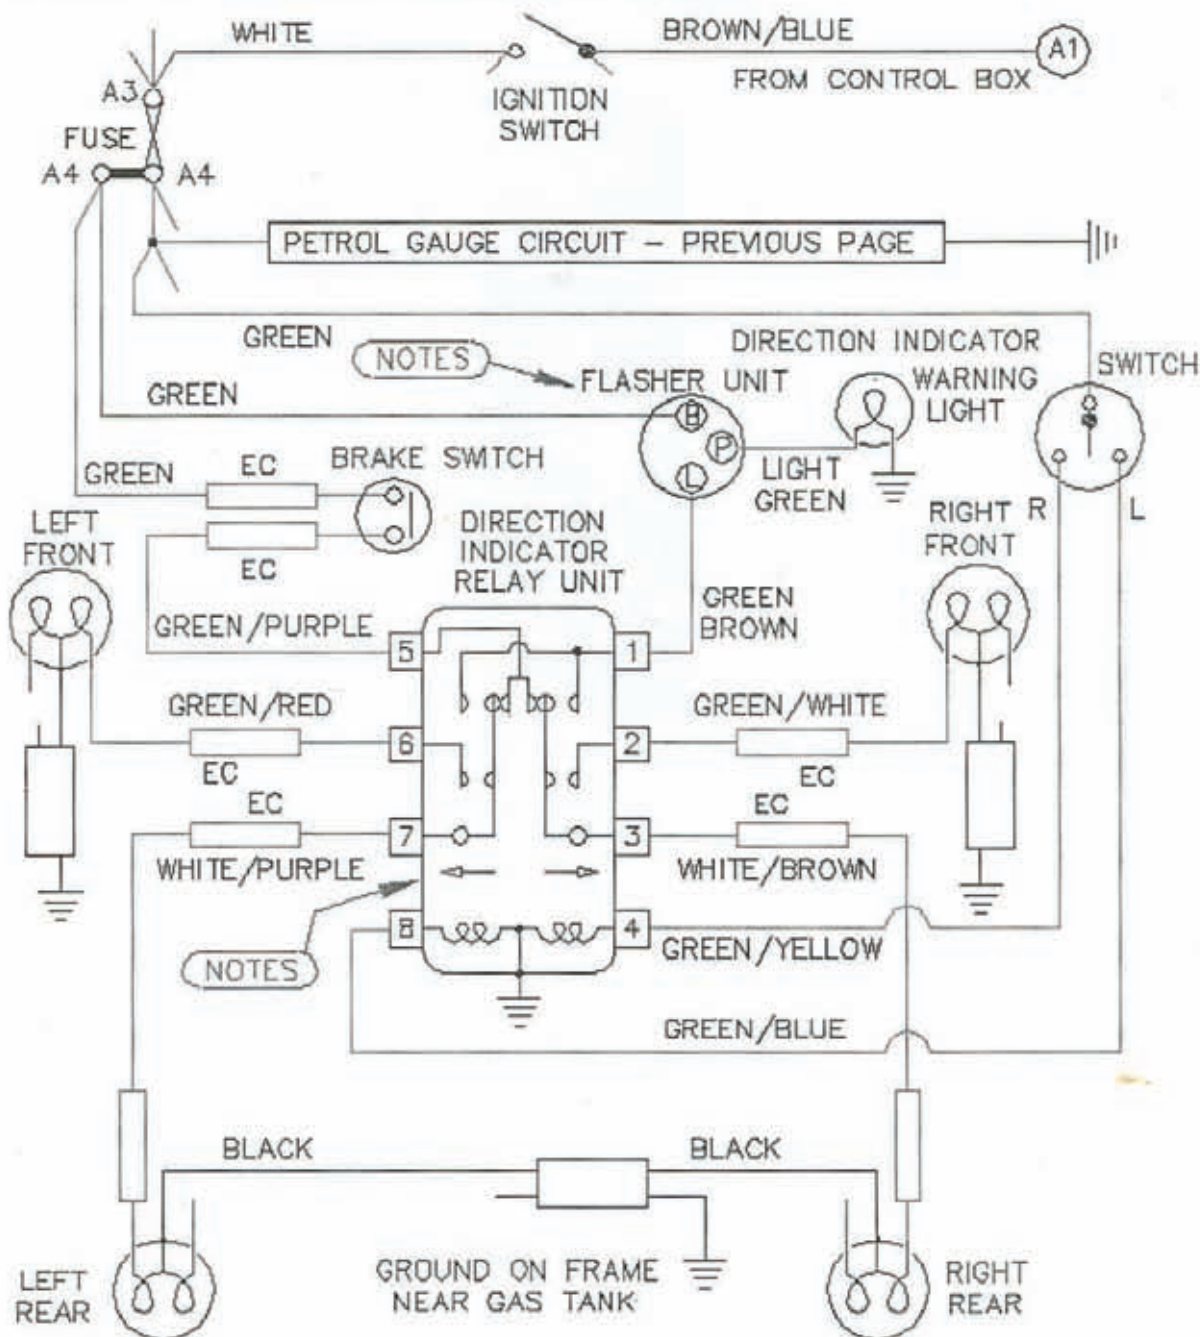 WHITE
BROWN/BLUE
A1
FROM CONTROL BOX
IGNITION
SWITCH
A3
FUSE
A4
A4
PETROL GAUGE CIRCUIT - PREVIOUS PAGE
GREEN
NOTES
DIRECTION INDICATOR
SWITCH
FLASHER UNIT
WARNING
LIGHT
GREEN
B
P
L
LIGHT
GREEN
GREEN
EC
BRAKE SWITCH
EC
LEFT
FRONT
DIRECTION
INDICATOR
RELAY UNIT
RIGHT
FRONT
R
L
GREEN
BROWN
GREEN/PURPLE
5
1
GREEN/RED
GREEN/WHITE
6
2
EC
EC
EC
EC
7
3
WHITE/PURPLE
WHITE/BROWN
8
4
GREEN/YELLOW
NOTES
GREEN/BLUE
BLACK
BLACK
LEFT
REAR
GROUND ON FRAME
NEAR GAS TANK
RIGHT
REAR